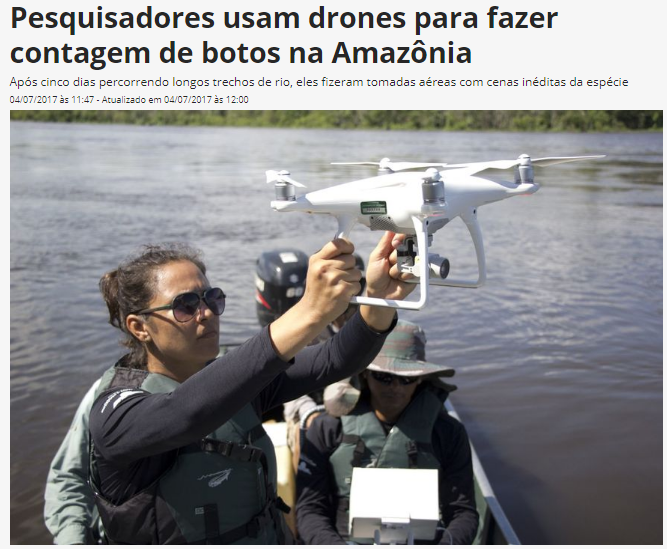 Pesquisadores usam drones para fazer
contagem de botos na Amazônia
Após cinco dias percorrendo longos trechos de rio, eles fizeram tomadas aéreas com cenas inéditas da espécie
04/07/2017 às 11:47 - Atualizado em 04/07/2017 às 12:00